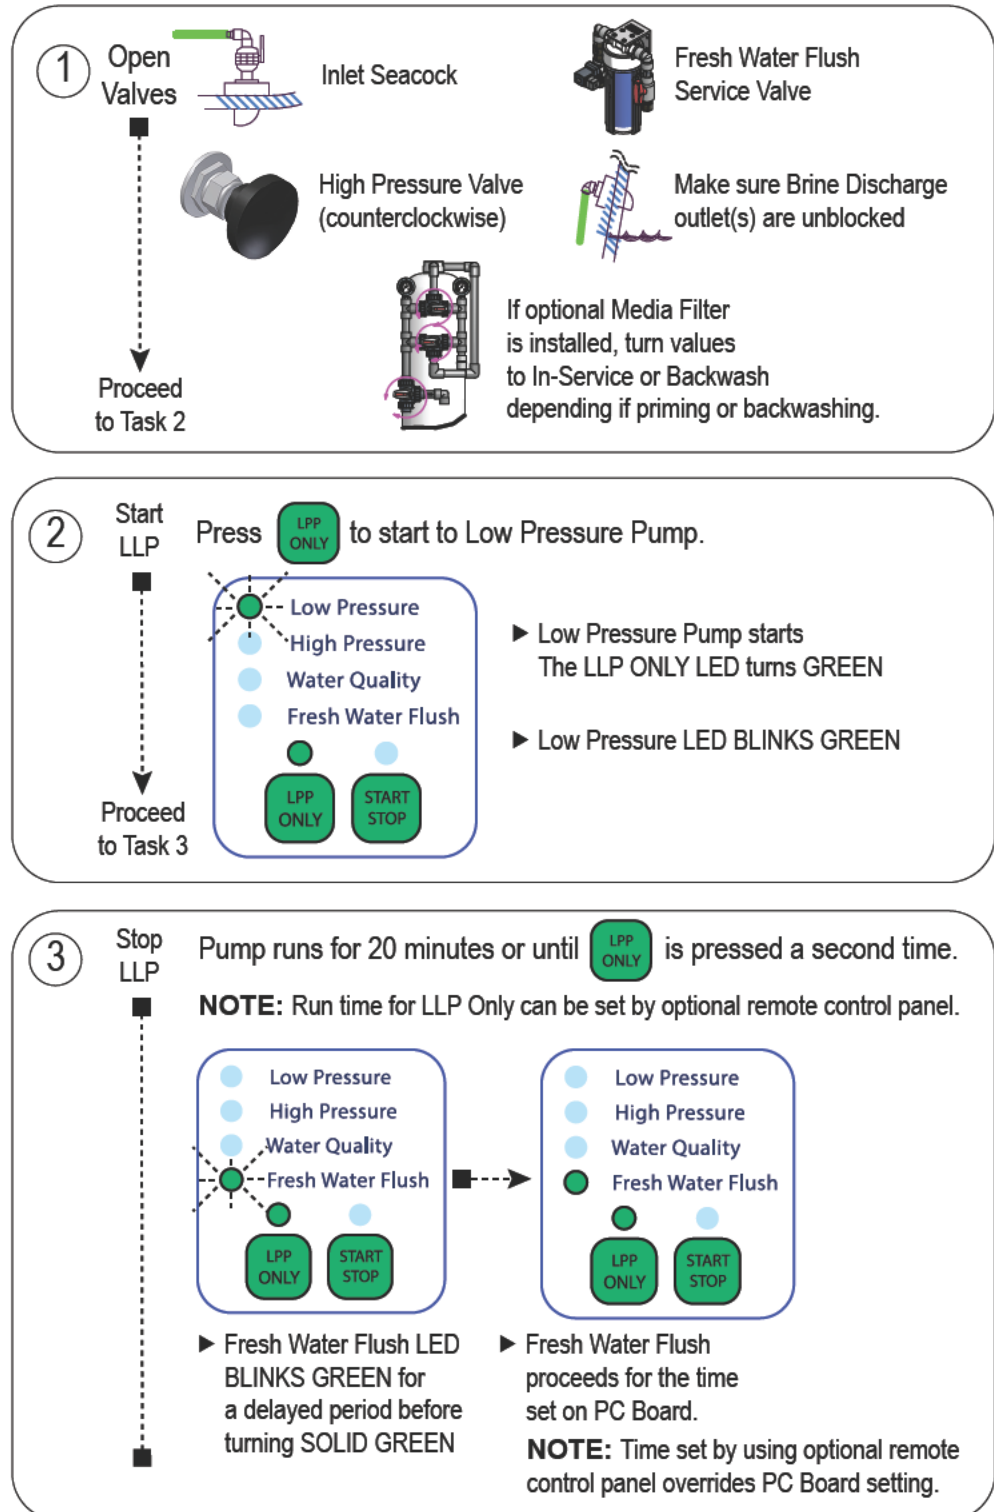 1
Open
Valves
Inlet Seacock
Fresh Water Flush
Service Valve
High Pressure Valve
(counterclockwise)
Make sure Brine Discharge
outlet(s) are unblocked
If optional Media Filter
is installed, turn values
to In-Service or Backwash
depending if priming or backwashing.
Proceed
to Task 2
2
Start
LLP
Press LPP ONLY to start to Low Pressure Pump.
Low Pressure
High Pressure
Water Quality
Fresh Water Flush
LPP
ONLY
START
STOP
► Low Pressure Pump starts
The LLP ONLY LED turns GREEN
► Low Pressure LED BLINKS GREEN
Proceed
to Task 3
3
Stop
LLP
Pump runs for 20 minutes or until LPP ONLY is pressed a second time.
NOTE: Run time for LLP Only can be set by optional remote control panel.
Low Pressure
High Pressure
Water Quality
Fresh Water Flush
LPP
ONLY
START
STOP
Low Pressure
High Pressure
Water Quality
Fresh Water Flush
LPP
ONLY
START
STOP
► Fresh Water Flush LED
BLINKS GREEN for
a delayed period before
turning SOLID GREEN
► Fresh Water Flush
proceeds for the time
set on PC Board.
NOTE: Time set by using optional remote
control panel overrides PC Board setting.